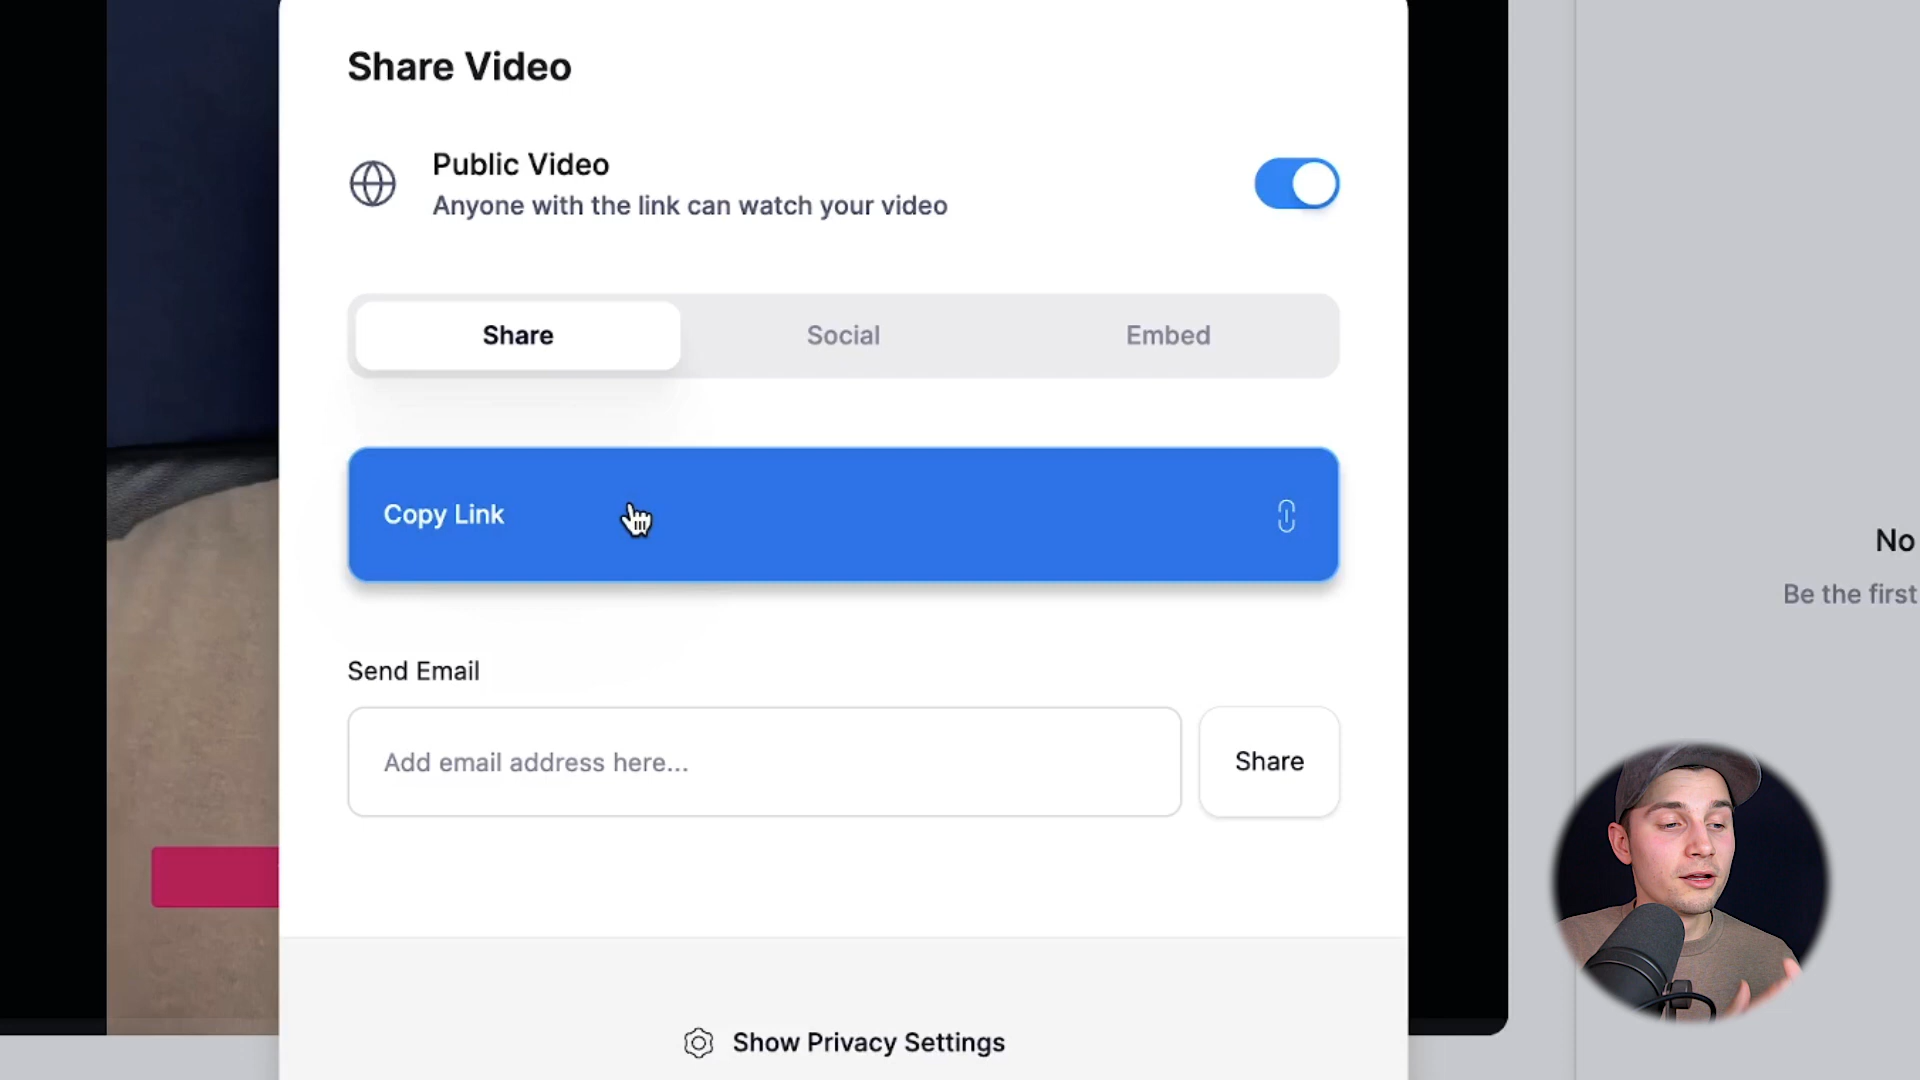 Share Video
Public Video
Anyone with the link can watch your video
Share
Social
Embed
Copy Link
No
Be the first
Send Email
Add email address here...
Share
Show Privacy Settings